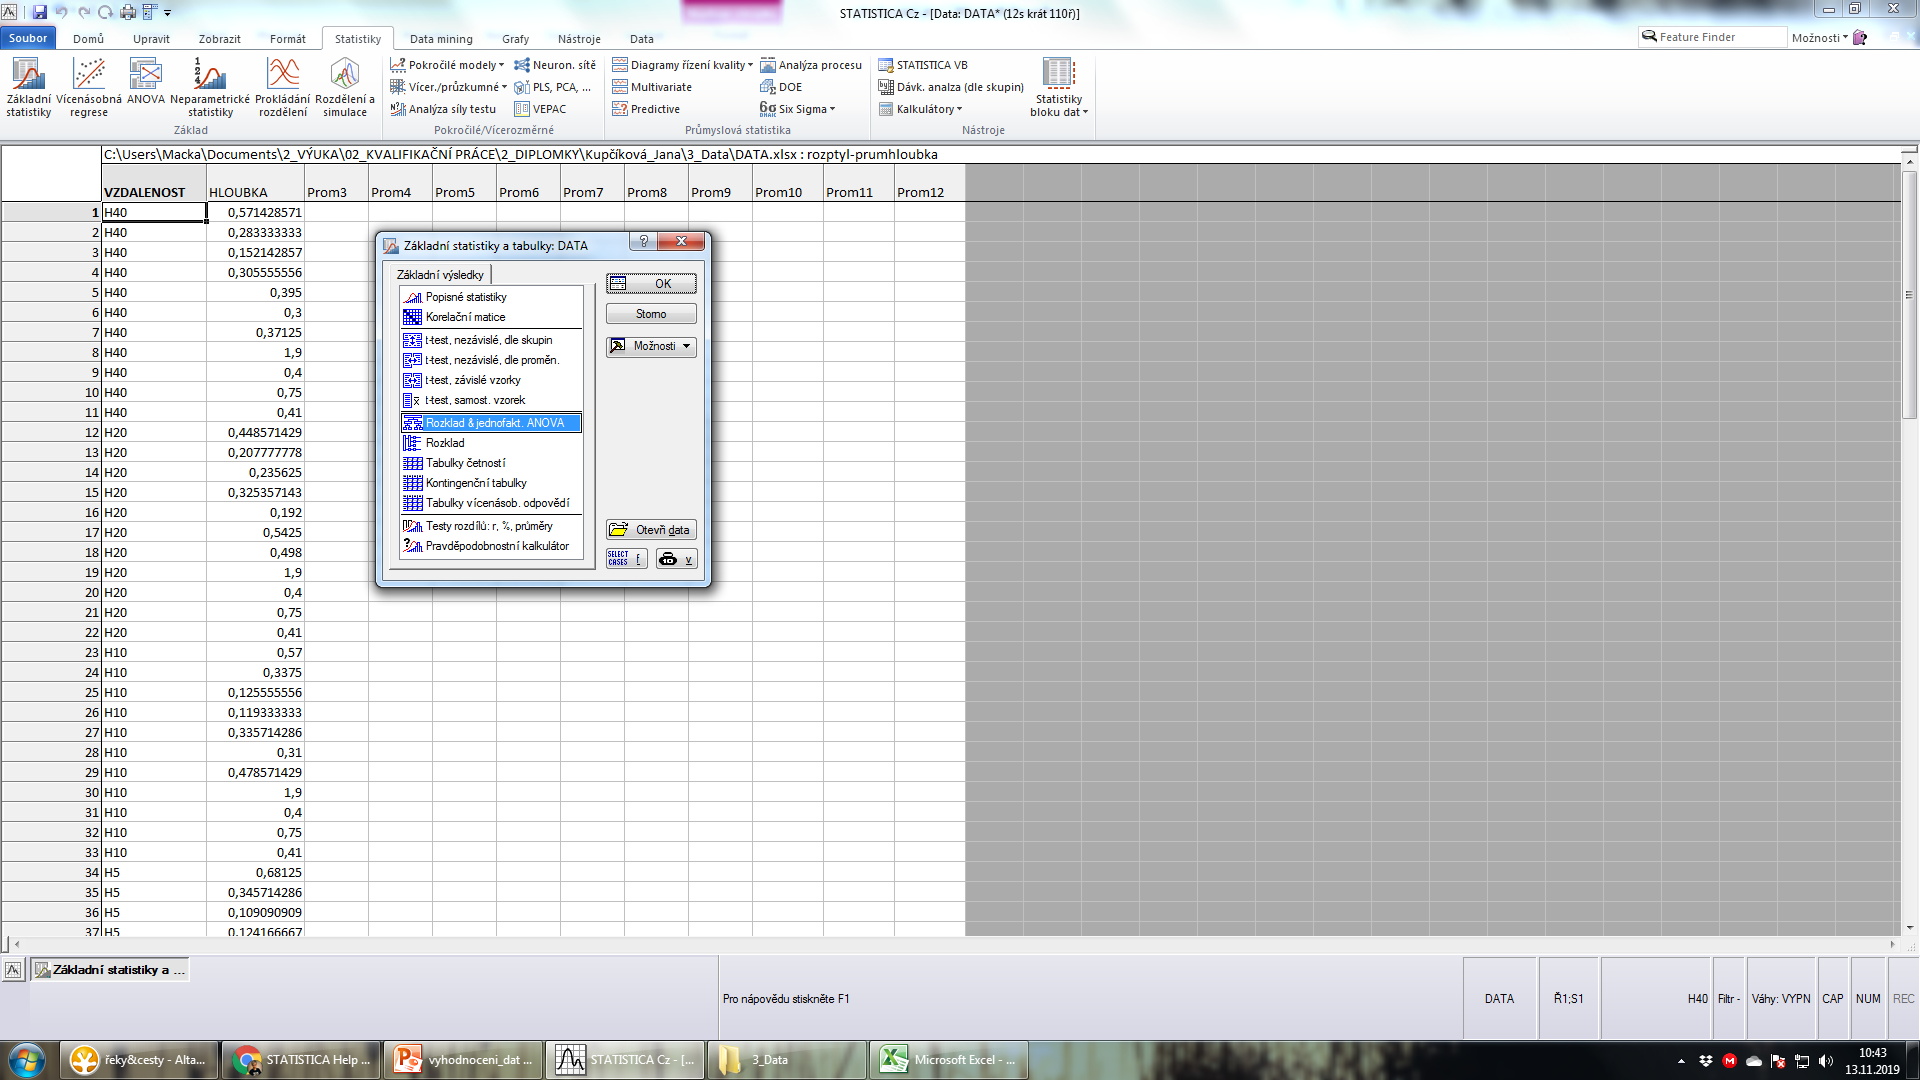 STATISTICA Cz - [Data: DATA* (12s krát 110ř)]
Soubor Domů Upravit Zobrazit Formát Statistiky Data mining Grafy Nástroje Data Feature Finder Možnosti
Základní statistiky
Vícenásobná regrese
ANOVA
Neparametrické statistiky
Prokládání rozdělení
Rozdělení a simulace
Základ
Pokročilé modely Neuron. sítě
Vícer./průzkumné PLS, PCA, ...
Analýza síly testu VEPAC
Pokročilé/Vícerozměrné
Diagramy řízení kvality Analýza procesu
Multivariate DOE
Predictive Six Sigma
Průmyslová statistika
STATISTICA VB
Dávk. analza (dle skupin)
Kalkulátory
Statistiky bloku dat
Nástroje
C:\Users\Macka\Documents\2_VÝUKA\02_KVALIFIKAČNÍ PRÁCE\2_DIPLOMKY\Kupčíková_Jana\3_Data\DATA.xlsx : rozptyl-prumhloubka
VZDALENOST HLOUBKA Prom3 Prom4 Prom5 Prom6 Prom7 Prom8 Prom9 Prom10 Prom11 Prom12
1 H40 0,571428571
2 H40 0,283333333
3 H40 0,152142857
4 H40 0,305555556
5 H40 0,395
6 H40 0,3
7 H40 0,37125
8 H40 1,9
9 H40 0,4
10 H40 0,75
11 H40 0,41
12 H20 0,448571429
13 H20 0,207777778
14 H20 0,235625
15 H20 0,325357143
16 H20 0,192
17 H20 0,5425
18 H20 0,498
19 H20 1,9
20 H20 0,4
21 H20 0,75
22 H20 0,41
23 H10 0,57
24 H10 0,3375
25 H10 0,125555556
26 H10 0,119333333
27 H10 0,335714286
28 H10 0,31
29 H10 0,478571429
30 H10 1,9
31 H10 0,4
32 H10 0,75
33 H10 0,41
34 H5 0,68125
35 H5 0,345714286
36 H5 0,109090909
37 H5 0,124166667
Základní statistiky a tabulky: DATA
Základní výsledky
Popisné statistiky
Korelační matice
t-test, nezávislé, dle skupin
t-test, nezávislé, dle proměn.
t-test, závislé vzorky
t-test, samost. vzorek
Rozklad & jednofakt. ANOVA
Rozklad
Tabulky četností
Kontingenční tabulky
Tabulky vícenásob. odpovědí
Testy rozdílů: r, %, průměry
Pravděpodobnostní kalkulátor
OK
Storno
Možnosti
Otevři data
SELECT CASES f v
Základní statistiky a ...
Pro nápovědu stiskněte F1 DATA Ř1;S1 H40 Filtr - Váhy: VYPN CAP NUM REC
řeky&cesty - Alta... STATISTICA Help ... vyhodnoceni_dat ... STATISTICA Cz - [... 3_Data Microsoft Excel - ... 10:43
13.11.2019